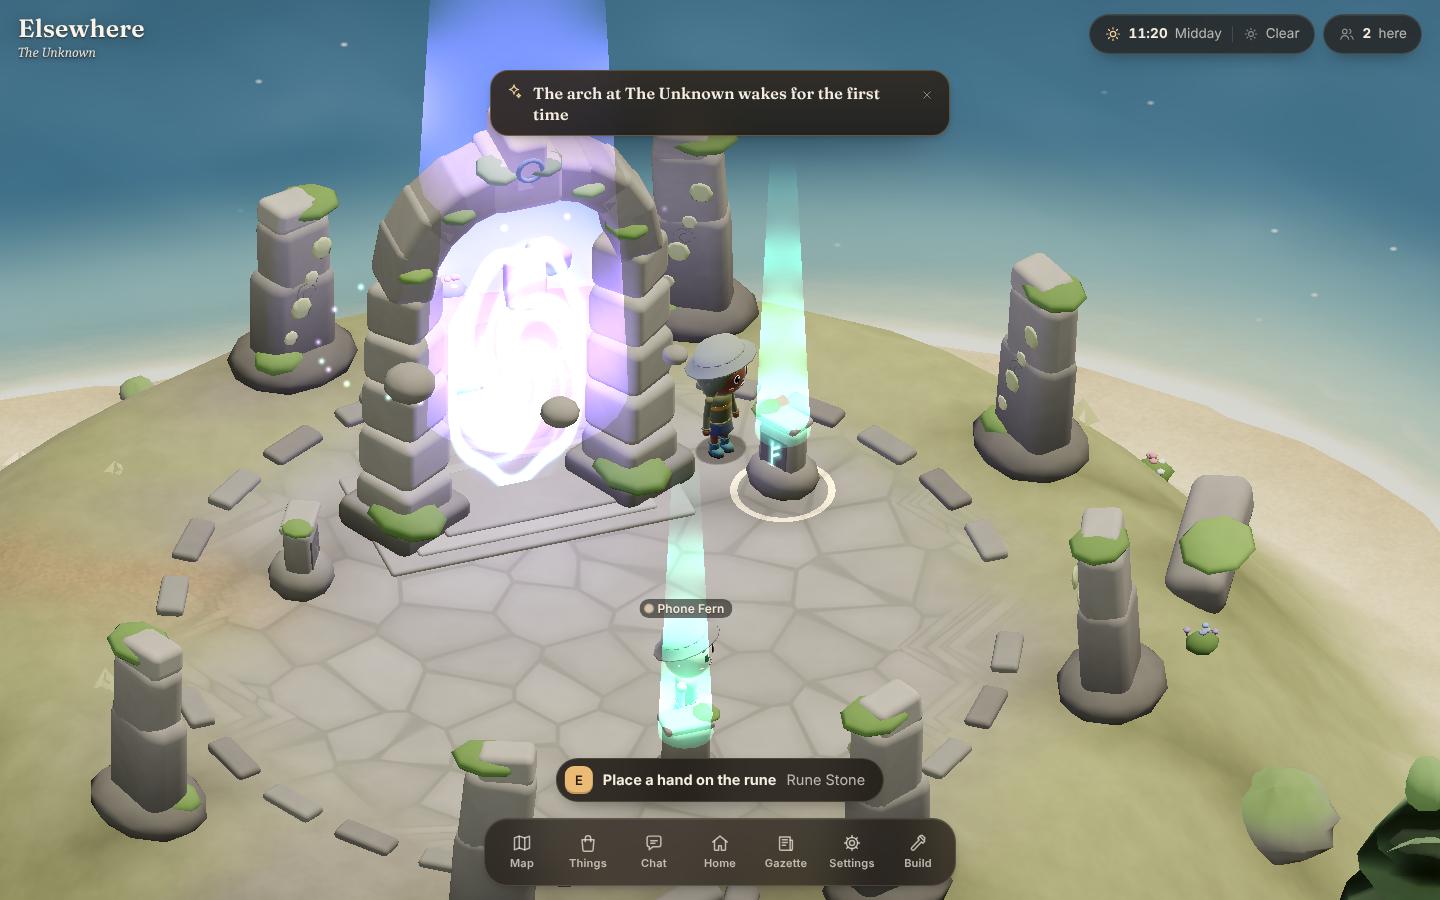 Elsewhere
The Unknown
11:20 Midday Clear
2 here
The arch at The Unknown wakes for the first
time
Phone Fern
E Place a hand on the rune Rune Stone
Map Things Chat Home Gazette Settings Build